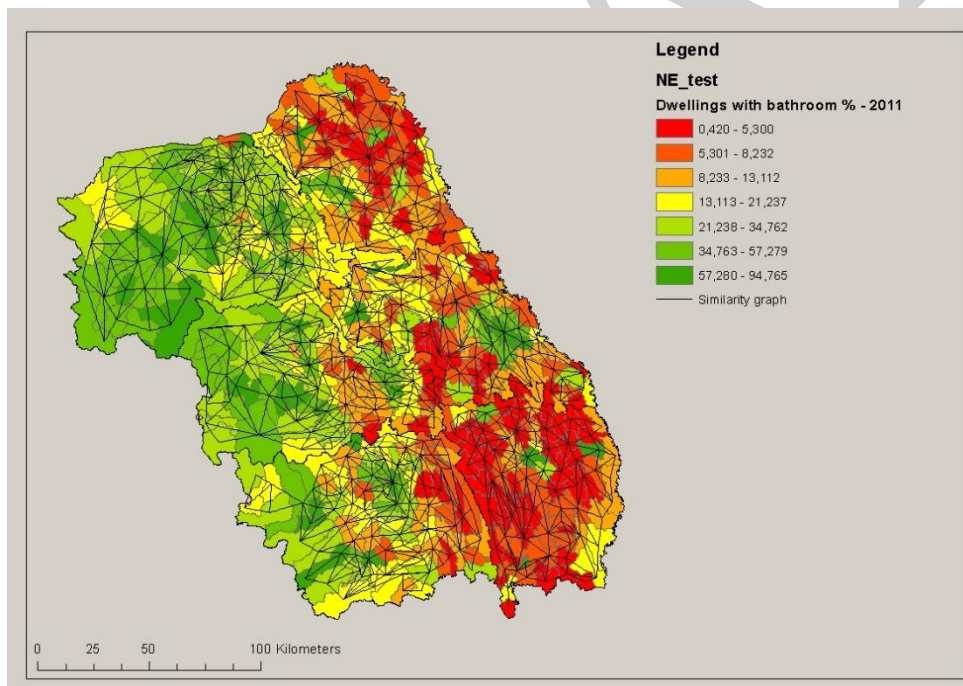 Legend
NE_test
Dwellings with bathroom % - 2011
0,420 - 5,300
5,301 - 8,232
8,233 - 13,112
13,113 - 21,237
21,238 - 34,762
34,763 - 57,279
57,280 - 94,765
Similarity graph
0 25 50 100 Kilometers